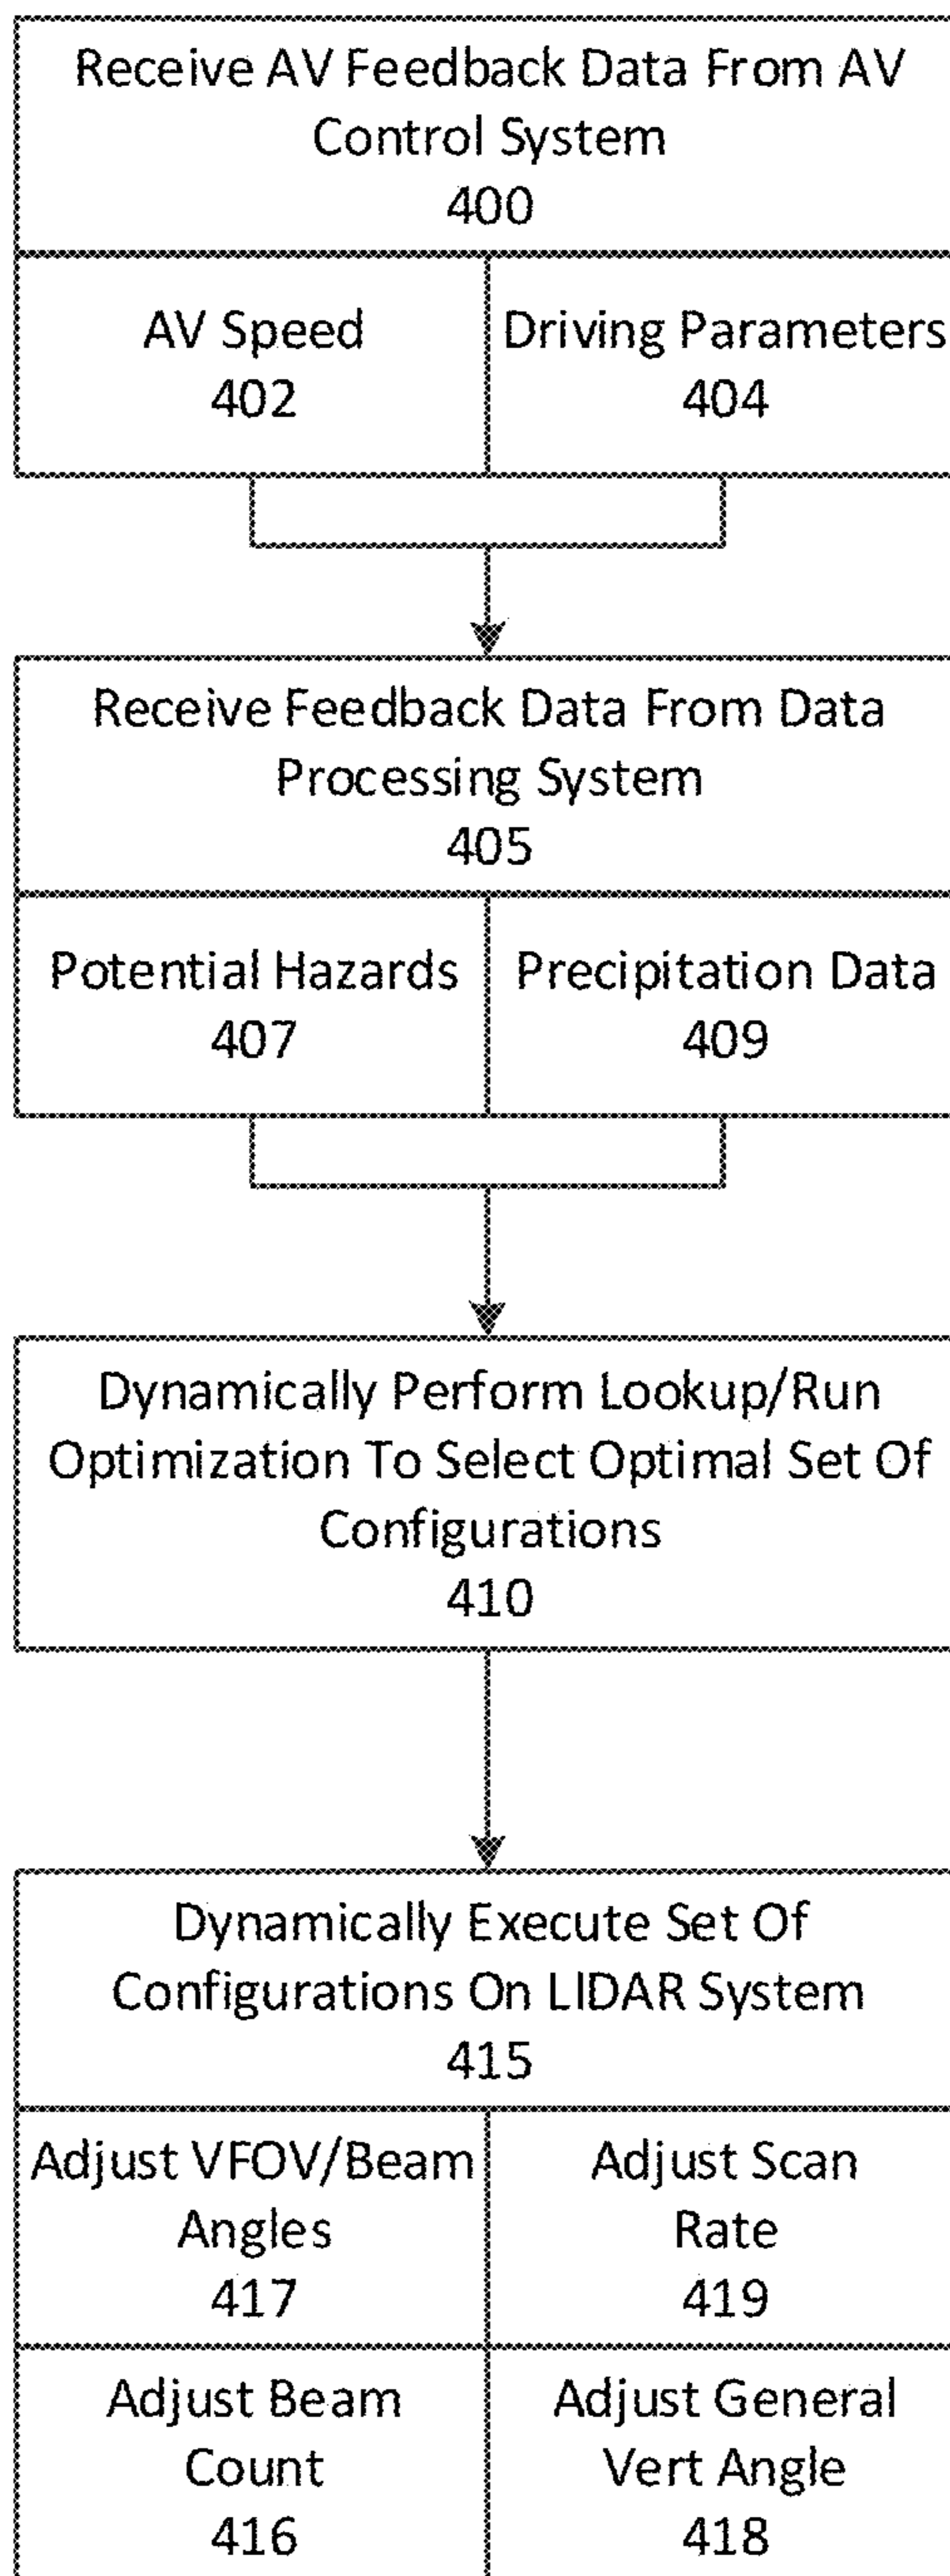 Receive AV Feedback Data From AV
Control System
400
AV Speed
402
Driving Parameters
404
Receive Feedback Data From Data
Processing System
405
Potential Hazards
407
Precipitation Data
409
Dynamically Perform Lookup/Run
Optimization To Select Optimal Set Of
Configurations
410
Dynamically Execute Set Of
Configurations On LIDAR System
415
Adjust VFOV/Beam
Angles
417
Adjust Scan
Rate
419
Adjust Beam
Count
416
Adjust General
Vert Angle
418